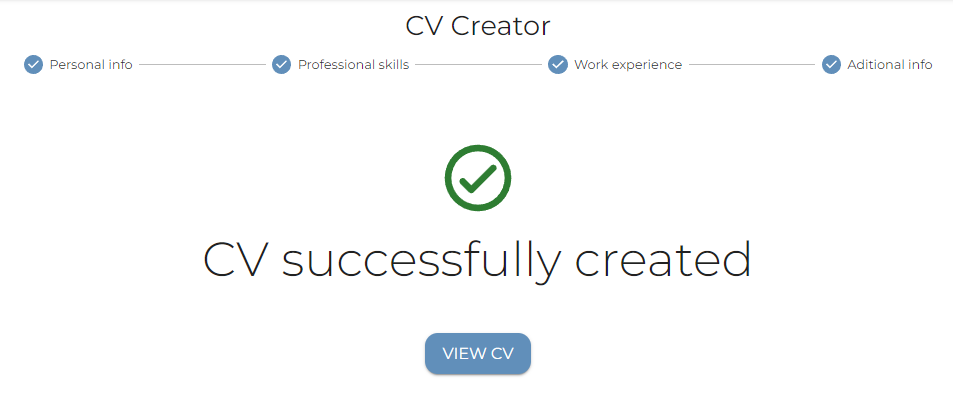 CV Creator
Personal info Professional skills Work experience Aditional info
CV successfully created
VIEW CV